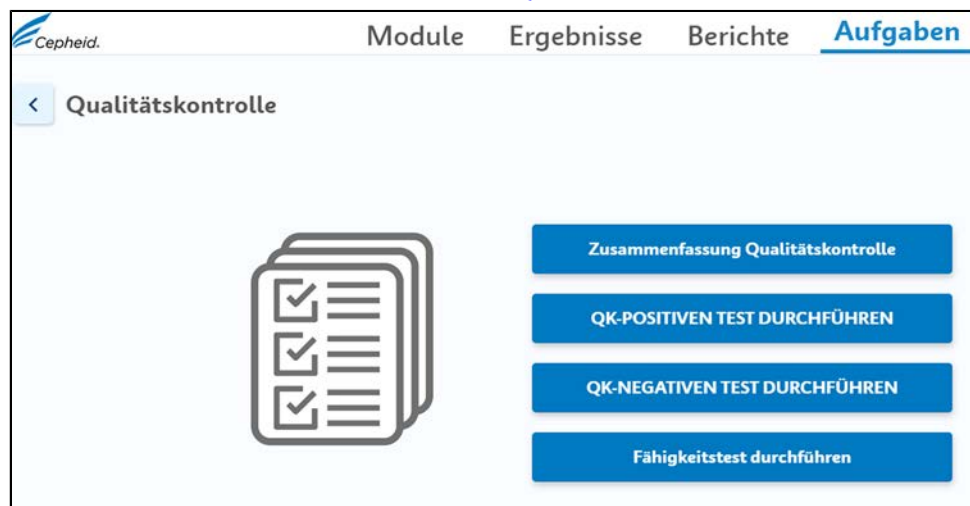 Cepheid.
Module Ergebnisse Berichte Aufgaben
Qualitätskontrolle
Zusammenfassung Qualitätskontrolle
QK-POSITIVEN TEST DURCHFÜHREN
QK-NEGATIVEN TEST DURCHFÜHREN
Fähigkeitstest durchführen